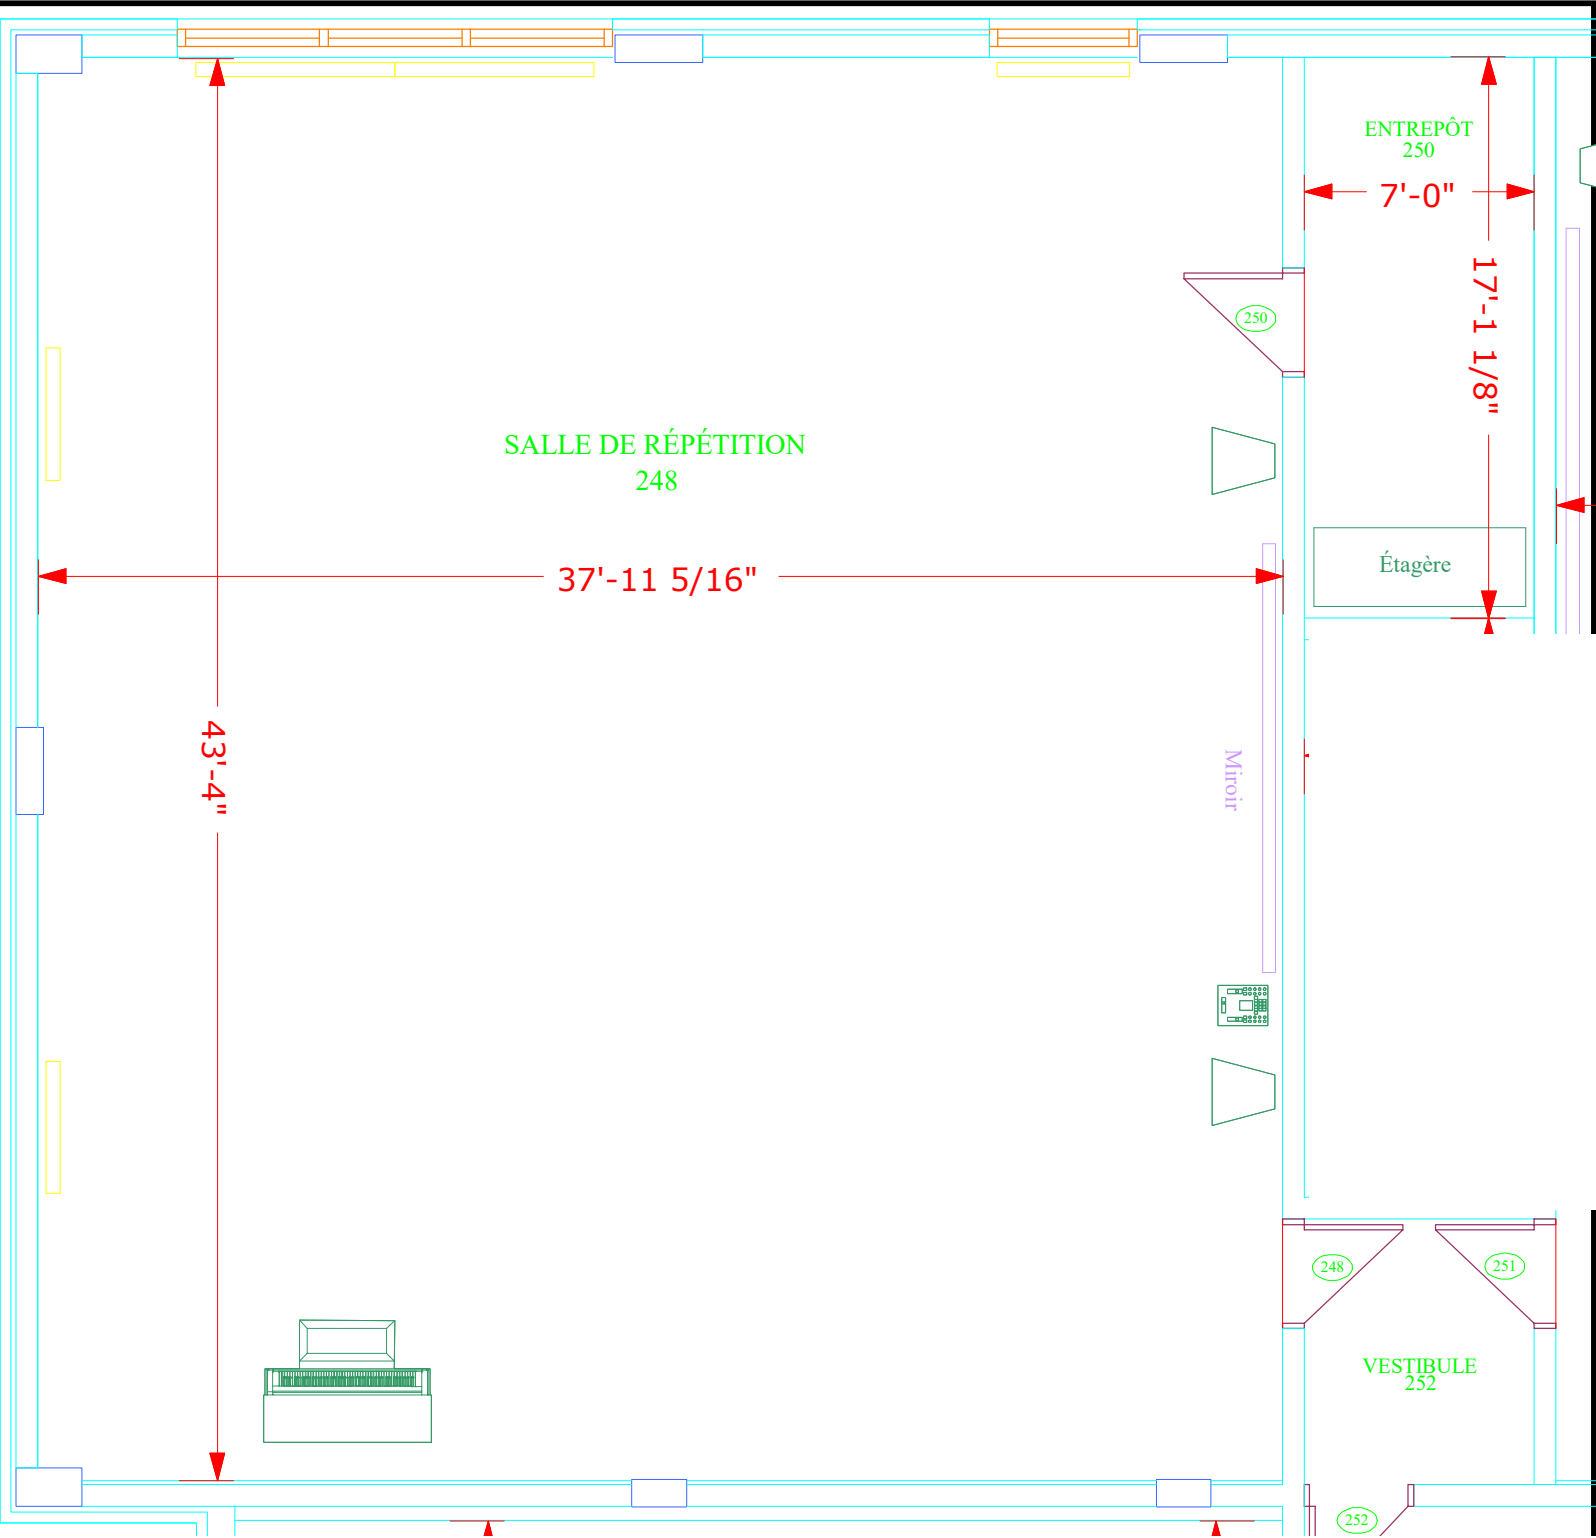 ENTREPÔT
250
7'-0"
17'-1 1/8"
250
SALLE DE RÉPÉTITION
248
37'-11 5/16"
Étagère
43'-4"
Miroir
248
251
VESTIBULE
252
252